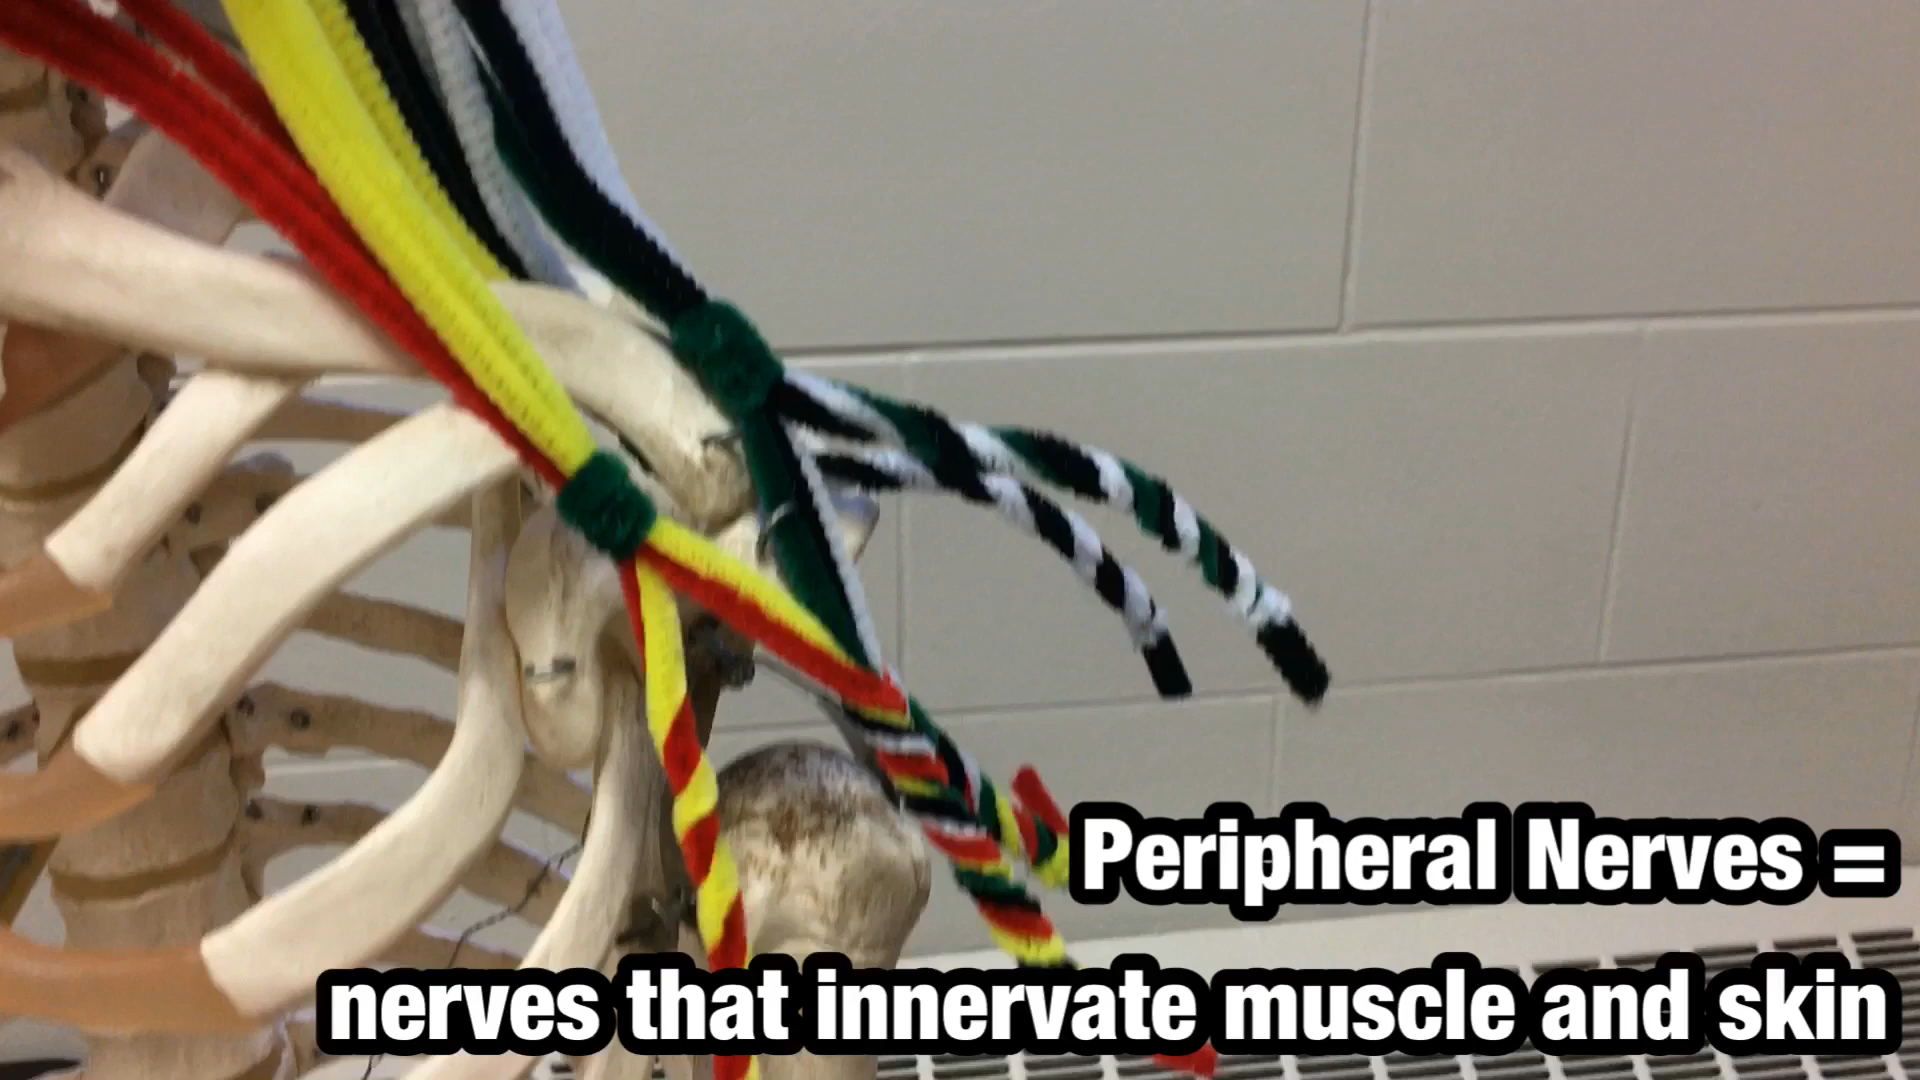 Peripheral Nerves =
nerves that innervate muscle and skin